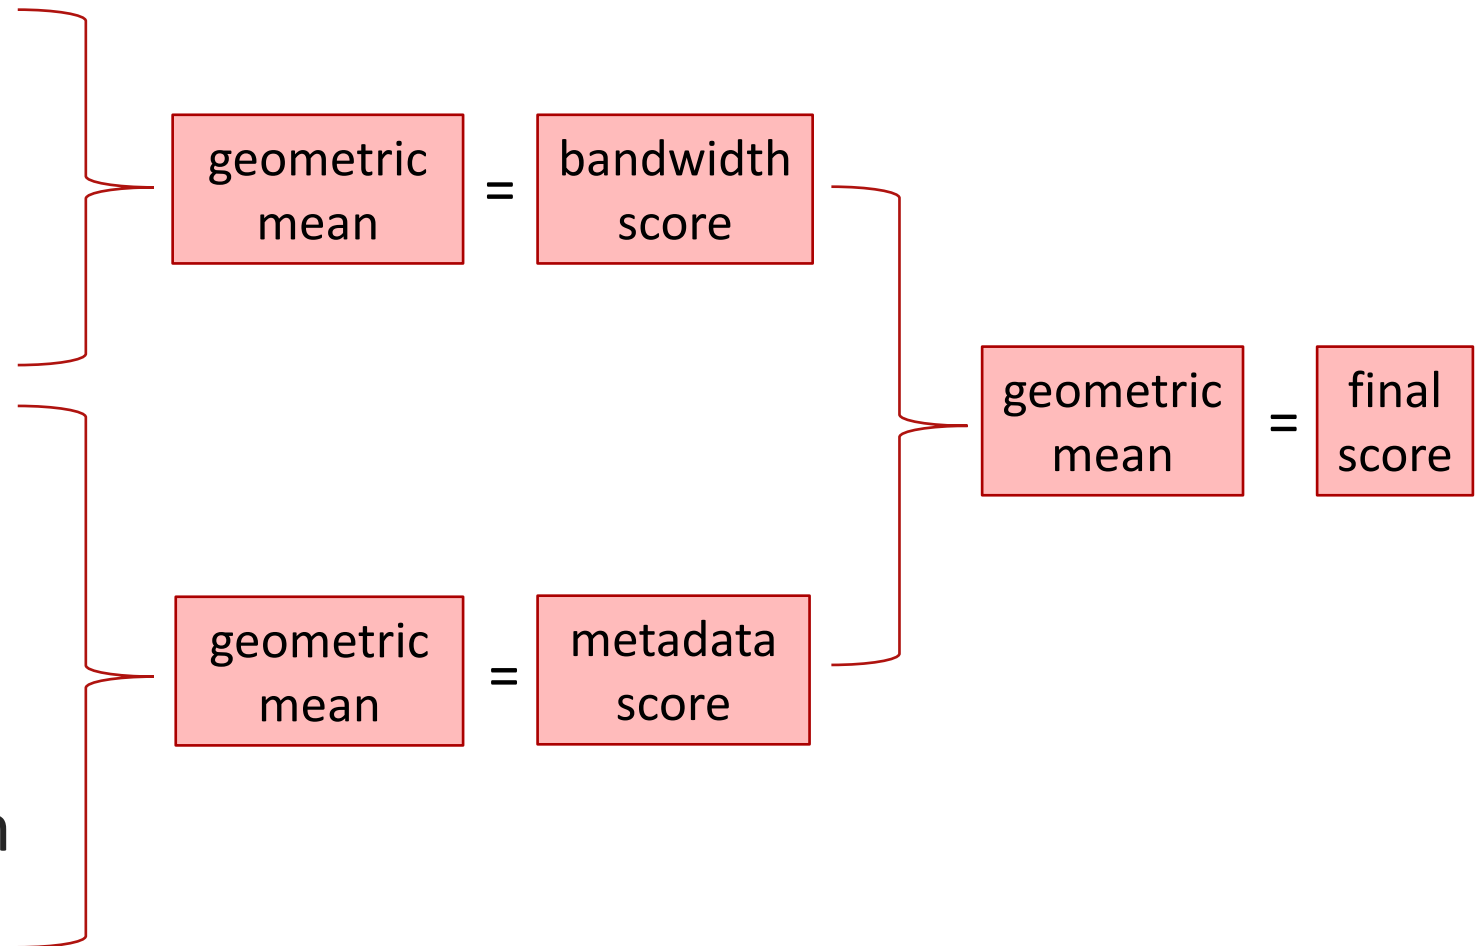 geometric
mean
=
bandwidth
score
geometric
mean
=
final
score
geometric
mean
=
metadata
score